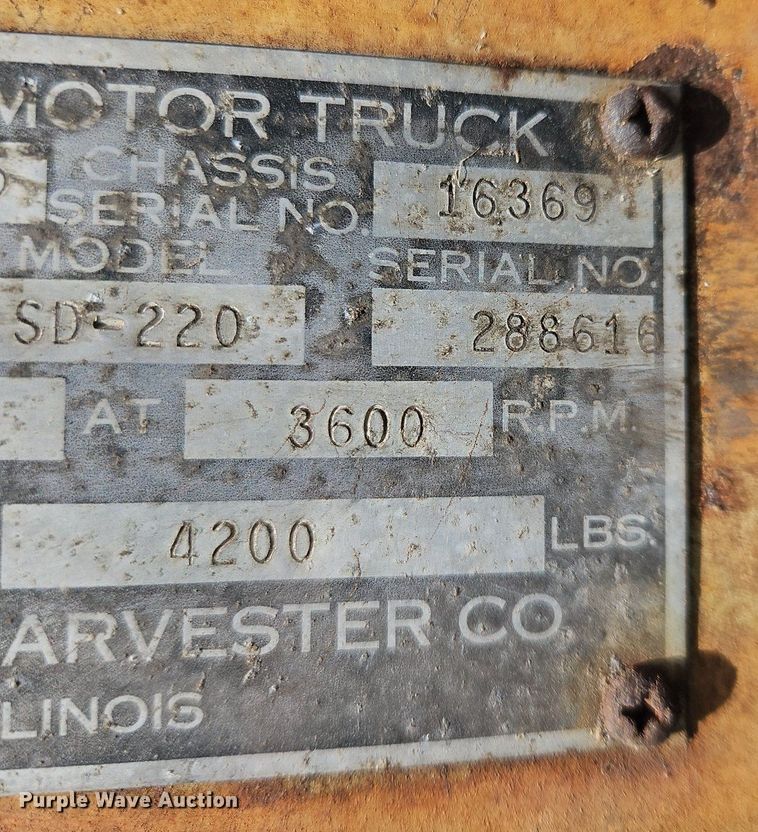 MOTOR TRUCK
CHASSIS
SERIAL NO. 16369
MODEL SERIAL NO.
SD-220 288616
AT 3600 R.P.M.
4200 LBS.
ARVESTER CO.
LINOIS
Purple Wave Auction